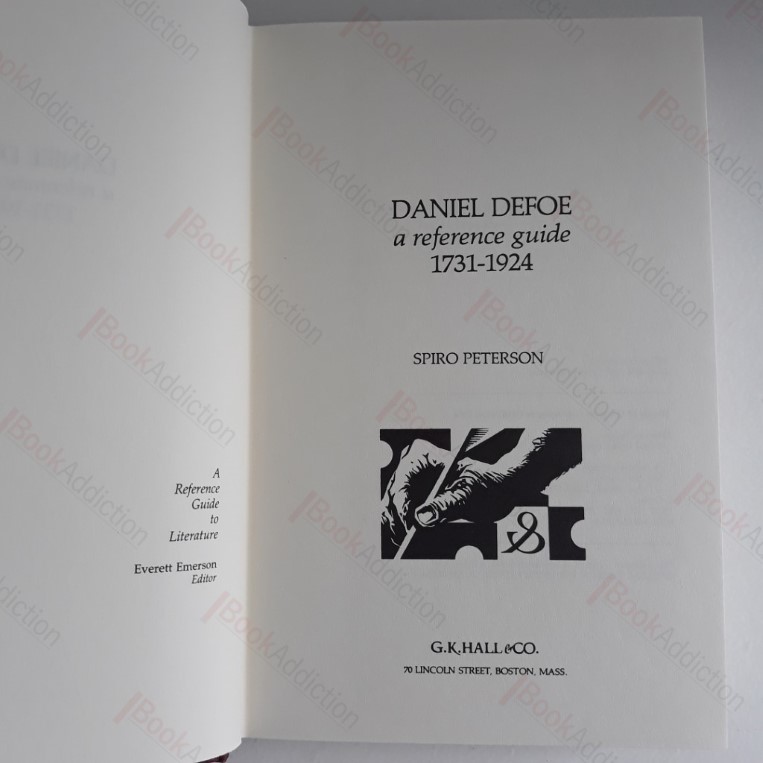 A
Reference
Guide
to
Literature
Everett Emerson
Editor
DANIEL DEFOE
a reference guide
1731-1924
SPIRO PETERSON
&
G.K.HALL &CO.
70 LINCOLN STREET, BOSTON, MASS.
BookAddiction